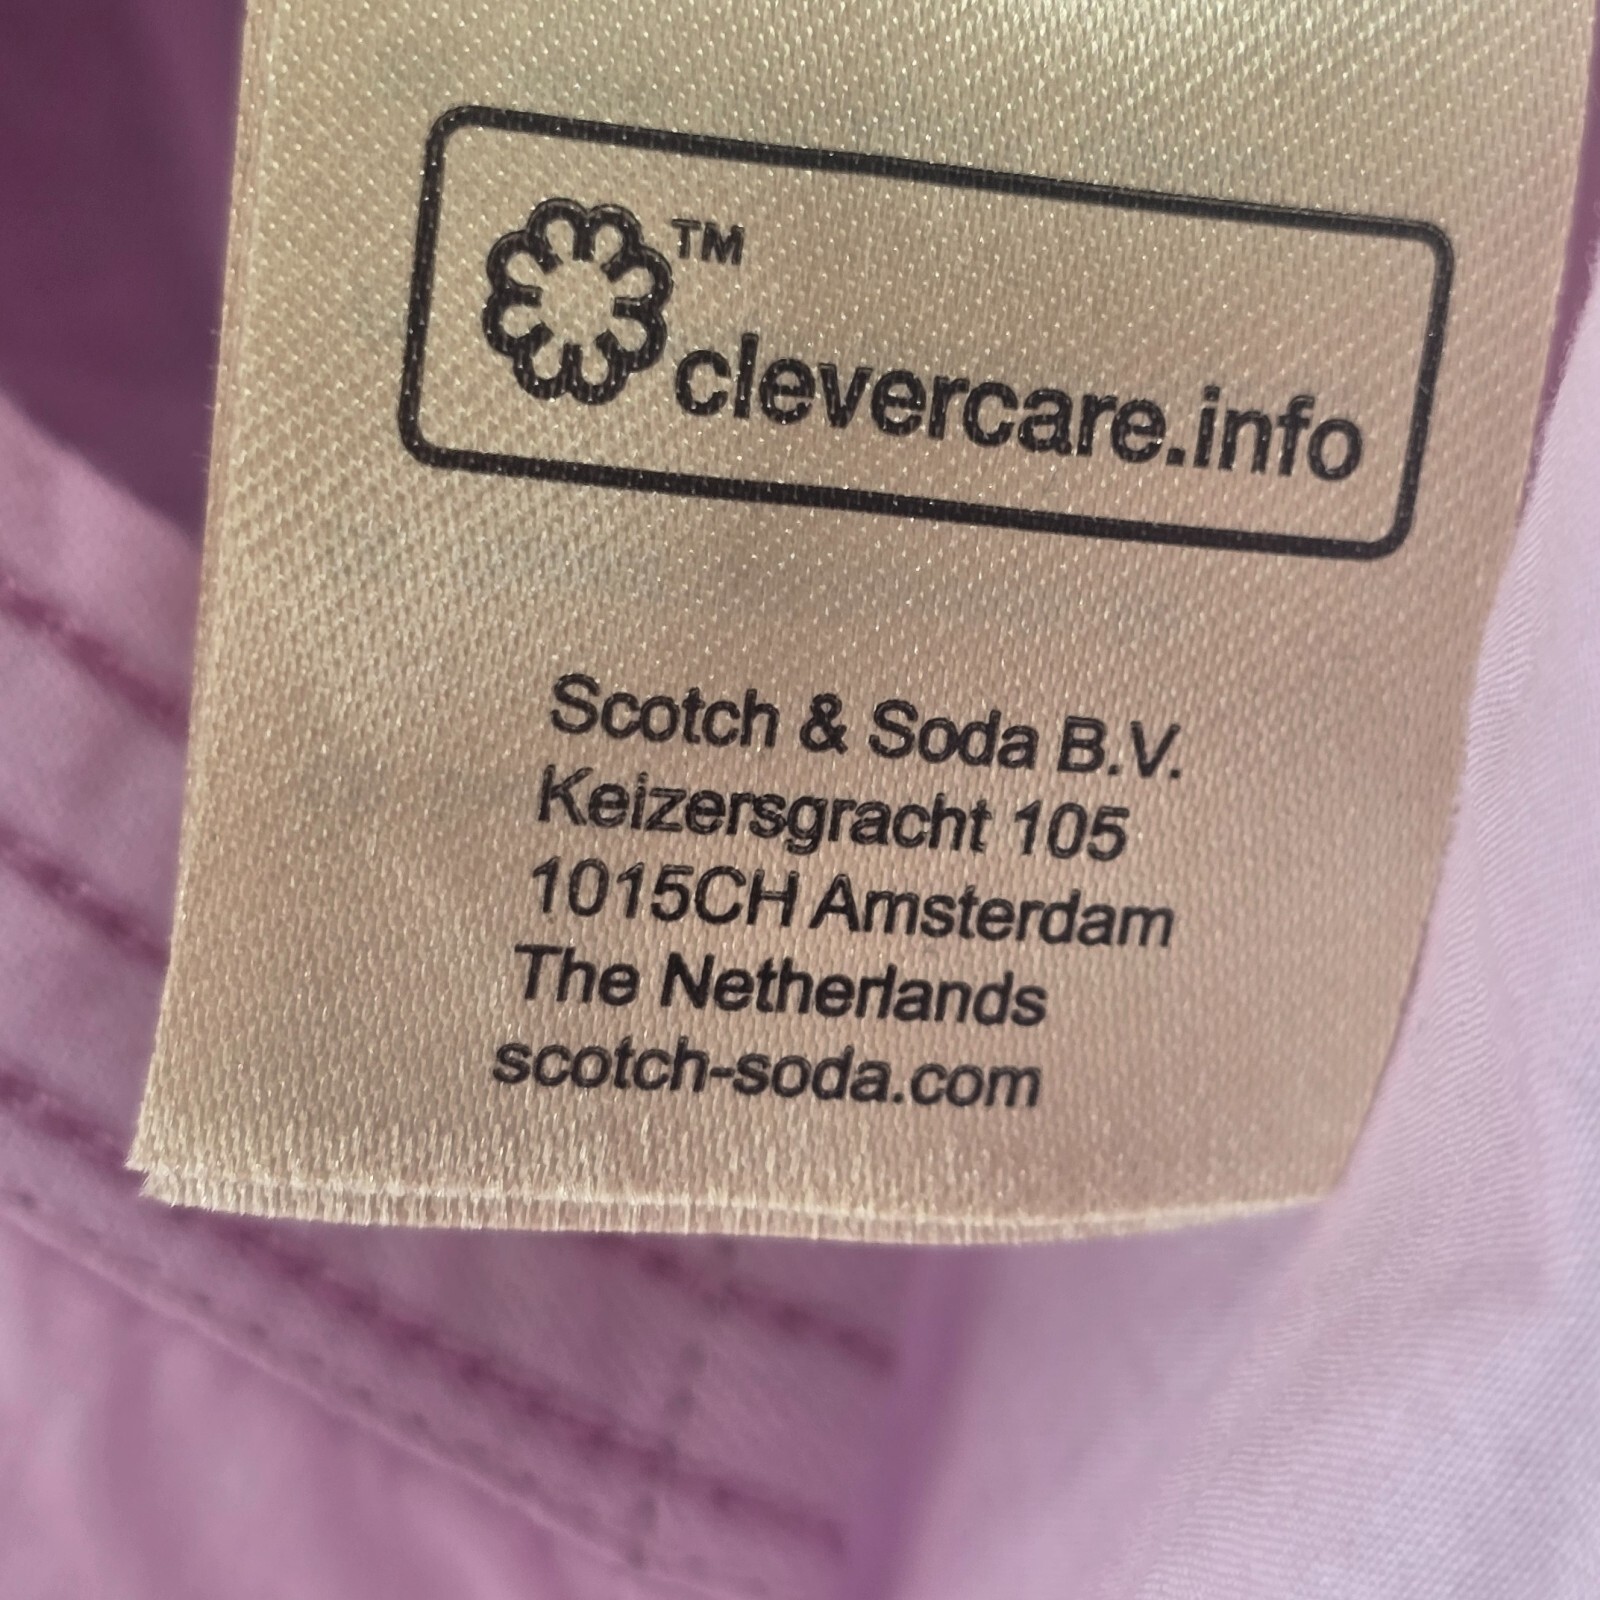 TM
clevercare.info
Scotch & Soda B.V.
Keizersgracht 105
1015CH Amsterdam
The Netherlands
scotch-soda.com